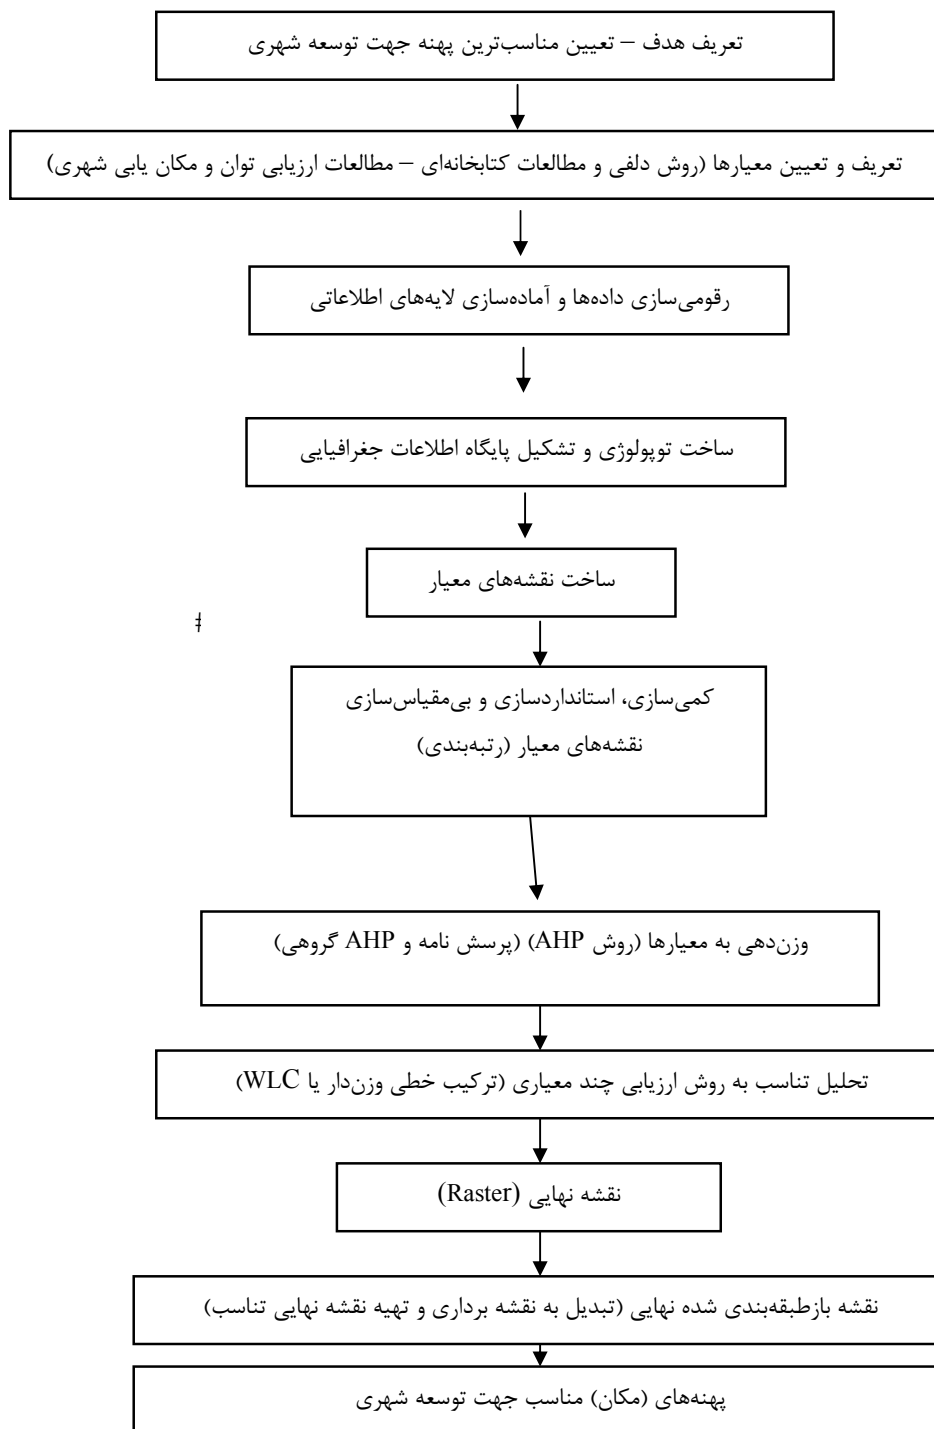 تعریف هدف – تعیین مناسب‌ترین پهنه جهت توسعه شهری
تعریف و تعیین معیارها (روش دلفی و مطالعات کتابخانه‌ای – مطالعات ارزیابی توان و مکان یابی شهری)
رقومی‌سازی داده‌ها و آماده‌سازی لایه‌های اطلاعاتی
ساخت توپولوژی و تشکیل پایگاه اطلاعات جغرافیایی
ساخت نقشه‌های معیار
کمی‌سازی، استانداردسازی و بی‌مقیاس‌سازی
نقشه‌های معیار (رتبه‌بندی)
وزن‌دهی به معیارها (روش AHP) (پرسش نامه و AHP گروهی)
تحلیل تناسب به روش ارزیابی چند معیاری (ترکیب خطی وزن‌دار یا WLC)
نقشه نهایی (Raster)
نقشه بازطبقه‌بندی شده نهایی (تبدیل به نقشه برداری و تهیه نقشه نهایی تناسب)
پهنه‌های (مکان) مناسب جهت توسعه شهری